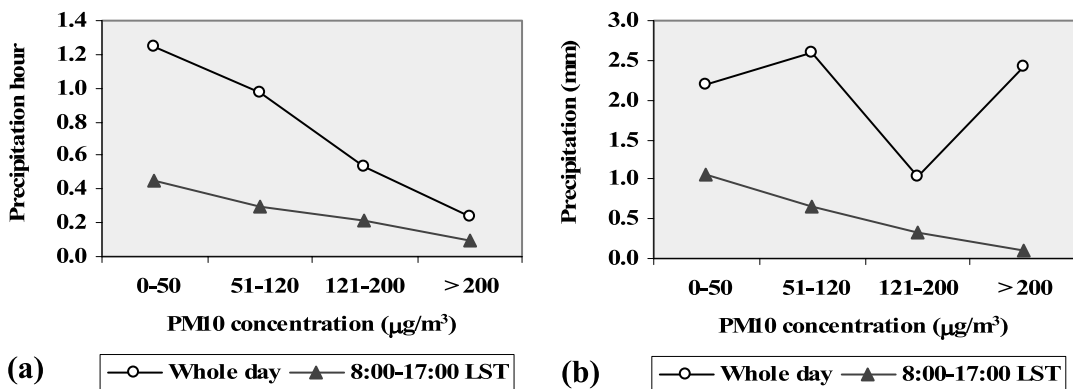 1.4
1.2
1.0
0.8
0.6
0.4
0.2
0.0
Precipitation hour
0-50 51-120 121-200 > 200
PM10 concentration (μg/m³)
(a) Whole day 8:00-17:00 LST
3.0
2.5
2.0
1.5
1.0
0.5
0.0
Precipitation (mm)
0-50 51-120 121-200 > 200
PM10 concentration (μg/m³)
(b) Whole day 8:00-17:00 LST